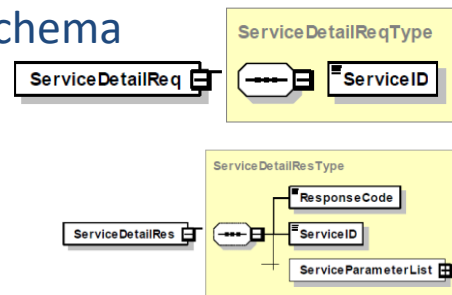 chema
ServiceDetailReqType
ServiceDetailReq
ServiceID
ServiceDetailResType
ResponseCode
ServiceDetailRes
ServiceID
ServiceParameterList